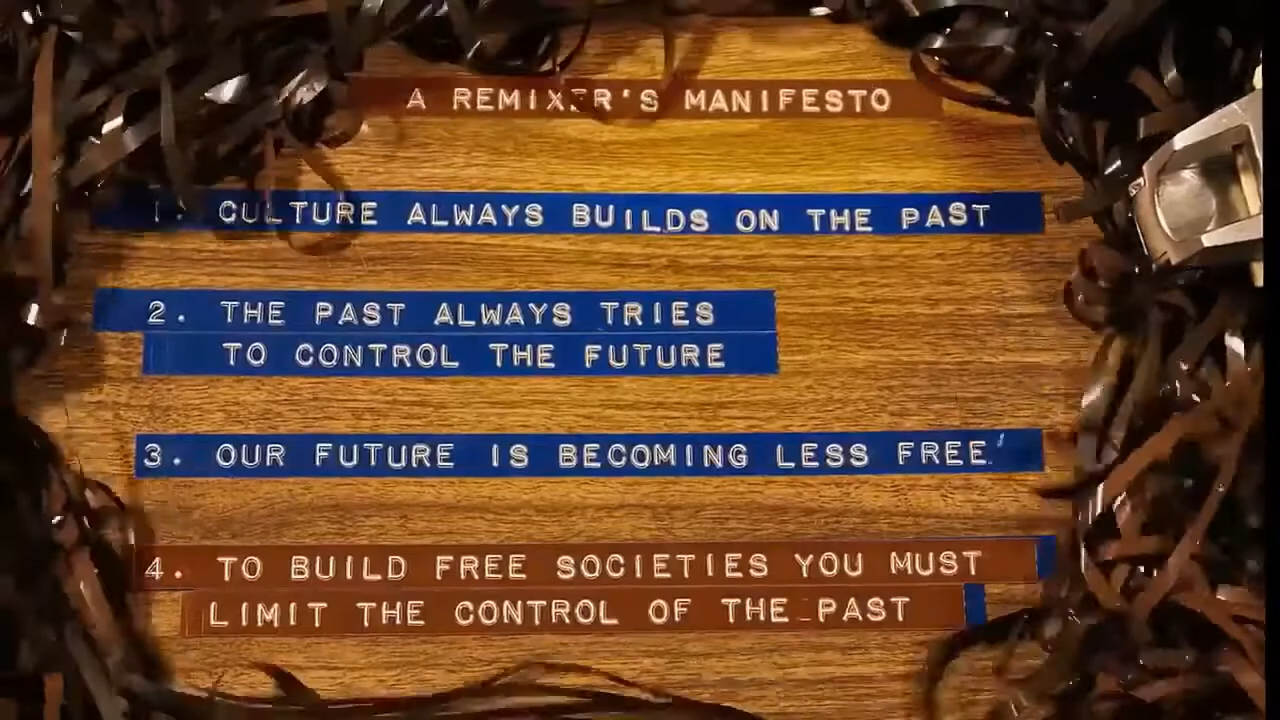 A REMIXER'S MANIFESTO
1. CULTURE ALWAYS BUILDS ON THE PAST
2. THE PAST ALWAYS TRIES
TO CONTROL THE FUTURE
3. OUR FUTURE IS BECOMING LESS FREE
4. TO BUILD FREE SOCIETIES YOU MUST
LIMIT THE CONTROL OF THE PAST